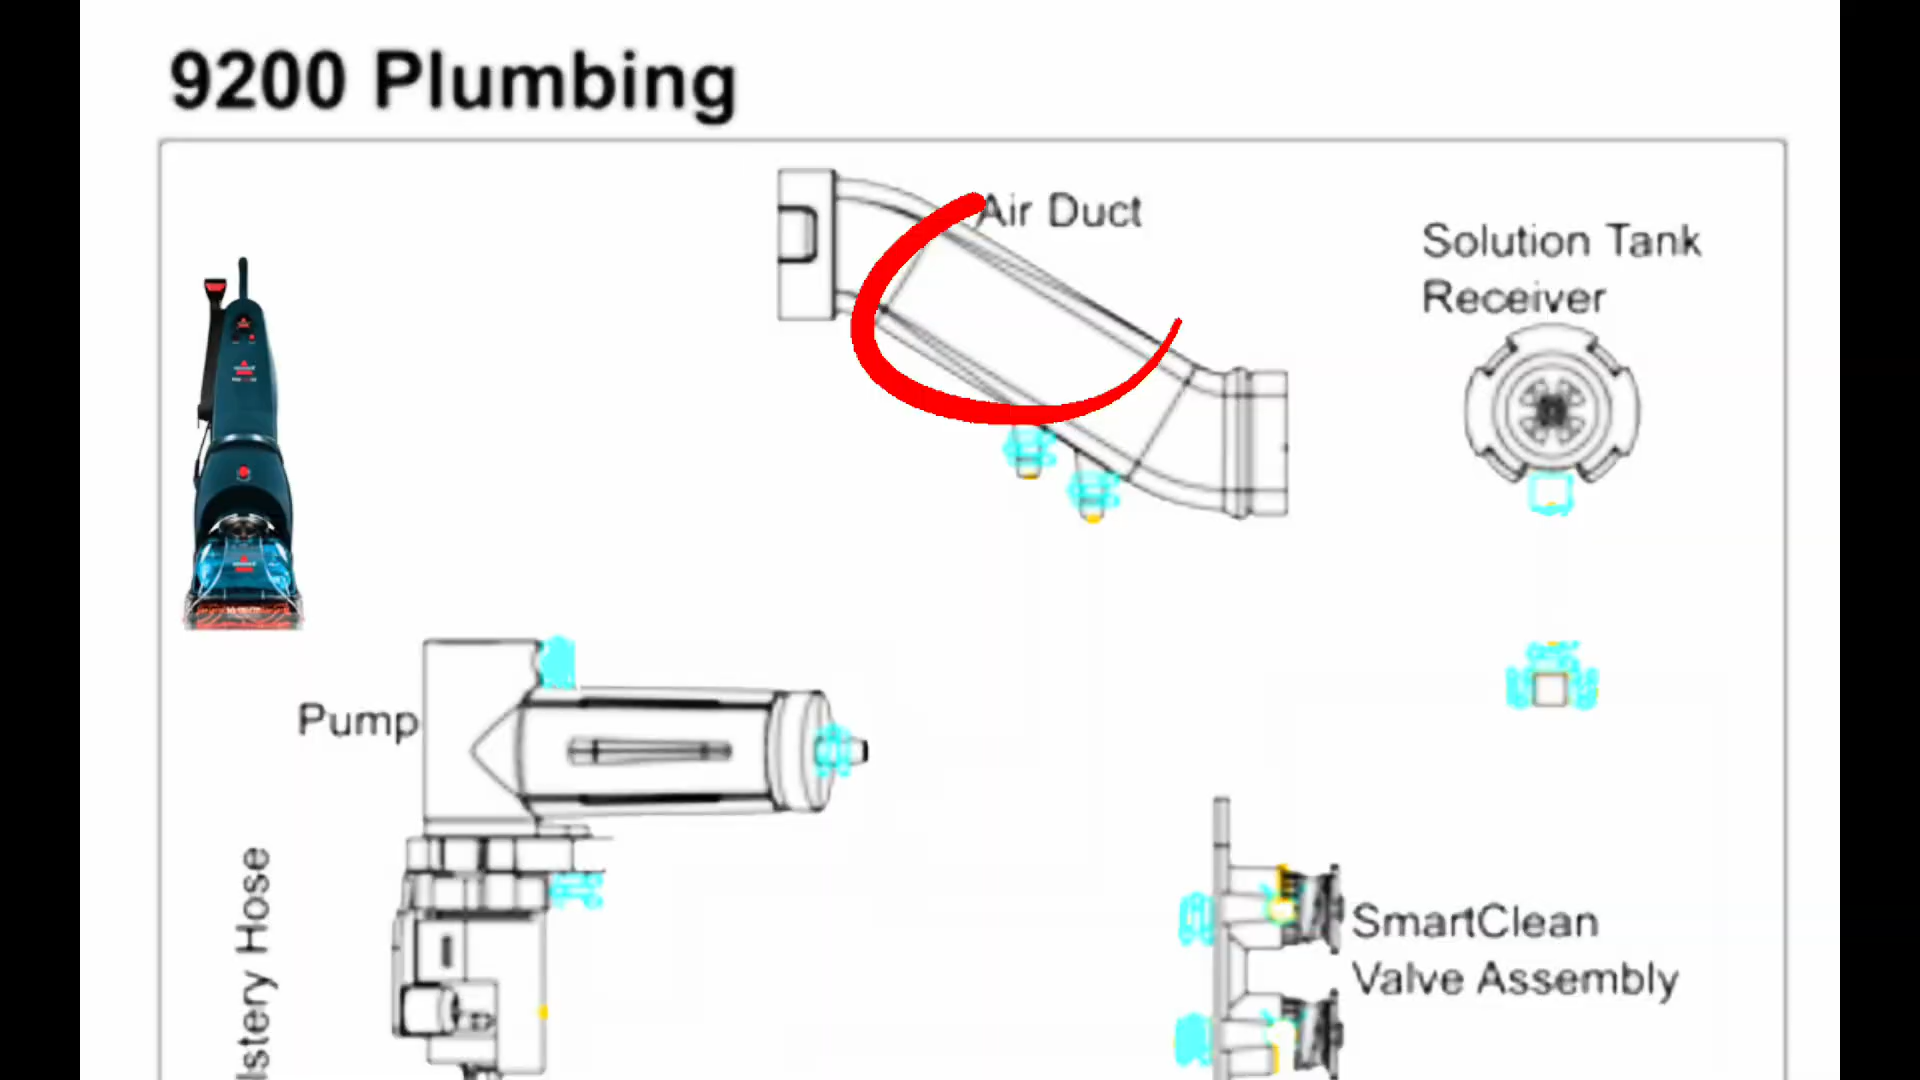 9200 Plumbing
Air Duct
Solution Tank
Receiver
Pump
SmartClean
Valve Assembly
lstery Hose